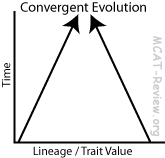 Convergent Evolution
Time
Lineage / Trait Value
MCAT-Review.org